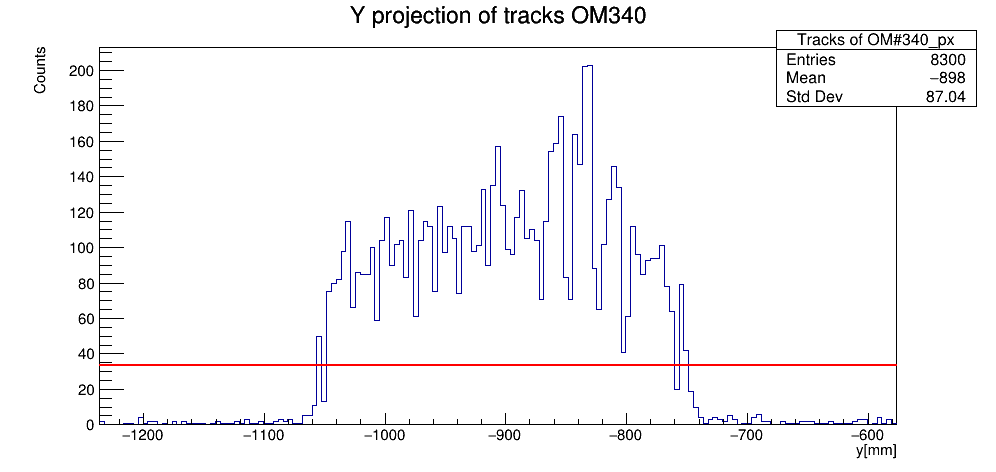 Y projection of tracks OM340
Tracks of OM#340_px
Entries 8300
Mean −898
Std Dev 87.04
Counts
200
180
160
140
120
100
80
60
40
20
0
−1200 −1100 −1000 −900 −800 −700 −600
y[mm]